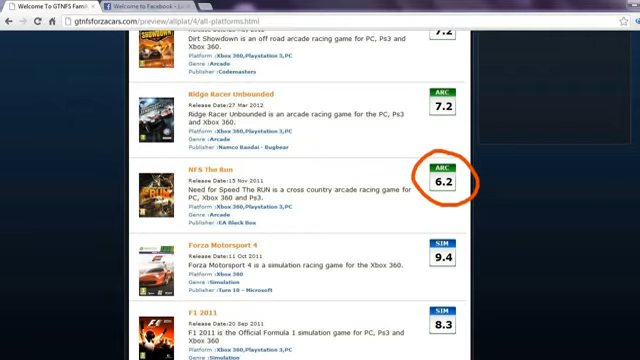 Welcome To GTNFS Fami
Welcome to Facebook - L
gtnfsforzacars.com/preview/allplat/4/all-platforms.html
SHOWDOWN
Dirt Showdown is an off road arcade racing game for PC, Ps3 and
Xbox 360.
Platform :Xbox 360,Playstation 3,PC
Genre :Arcade
Publisher :Codemasters
7.2
Ridge Racer Unbounded
Release Date:27 Mar 2012
Ridge Racer Unbounded is an arcade racing game for the PC, Ps3
and Xbox 360.
Platform :Xbox 360,Playstation 3,PC
Genre :Arcade
Publisher :Namco Bandai - Bugbear
ARC
7.2
NFS The Run
Release Date:15 Nov 2011
Need for Speed The RUN is a cross country arcade racing game for
PC, Xbox 360 and Ps3.
Platform :Xbox 360,Playstation 3,PC
Genre :Arcade
Publisher :EA Black Box
RUN
ARC
6.2
Forza Motorsport 4
Release Date:11 Oct 2011
Forza Motorsport 4 is a simulation racing game for the Xbox 360.
Platform :Xbox 360
Genre :Simulation
Publisher :Turn 10 - Microsoft
SIM
9.4
F1 2011
Release Date:20 Sep 2011
F1 2011 is the Official Formula 1 simulation game for PC, Ps3 and
Xbox 360
Platform :Xbox 360,Playstation 3,PC
Genre :Simulation
SIM
8.3